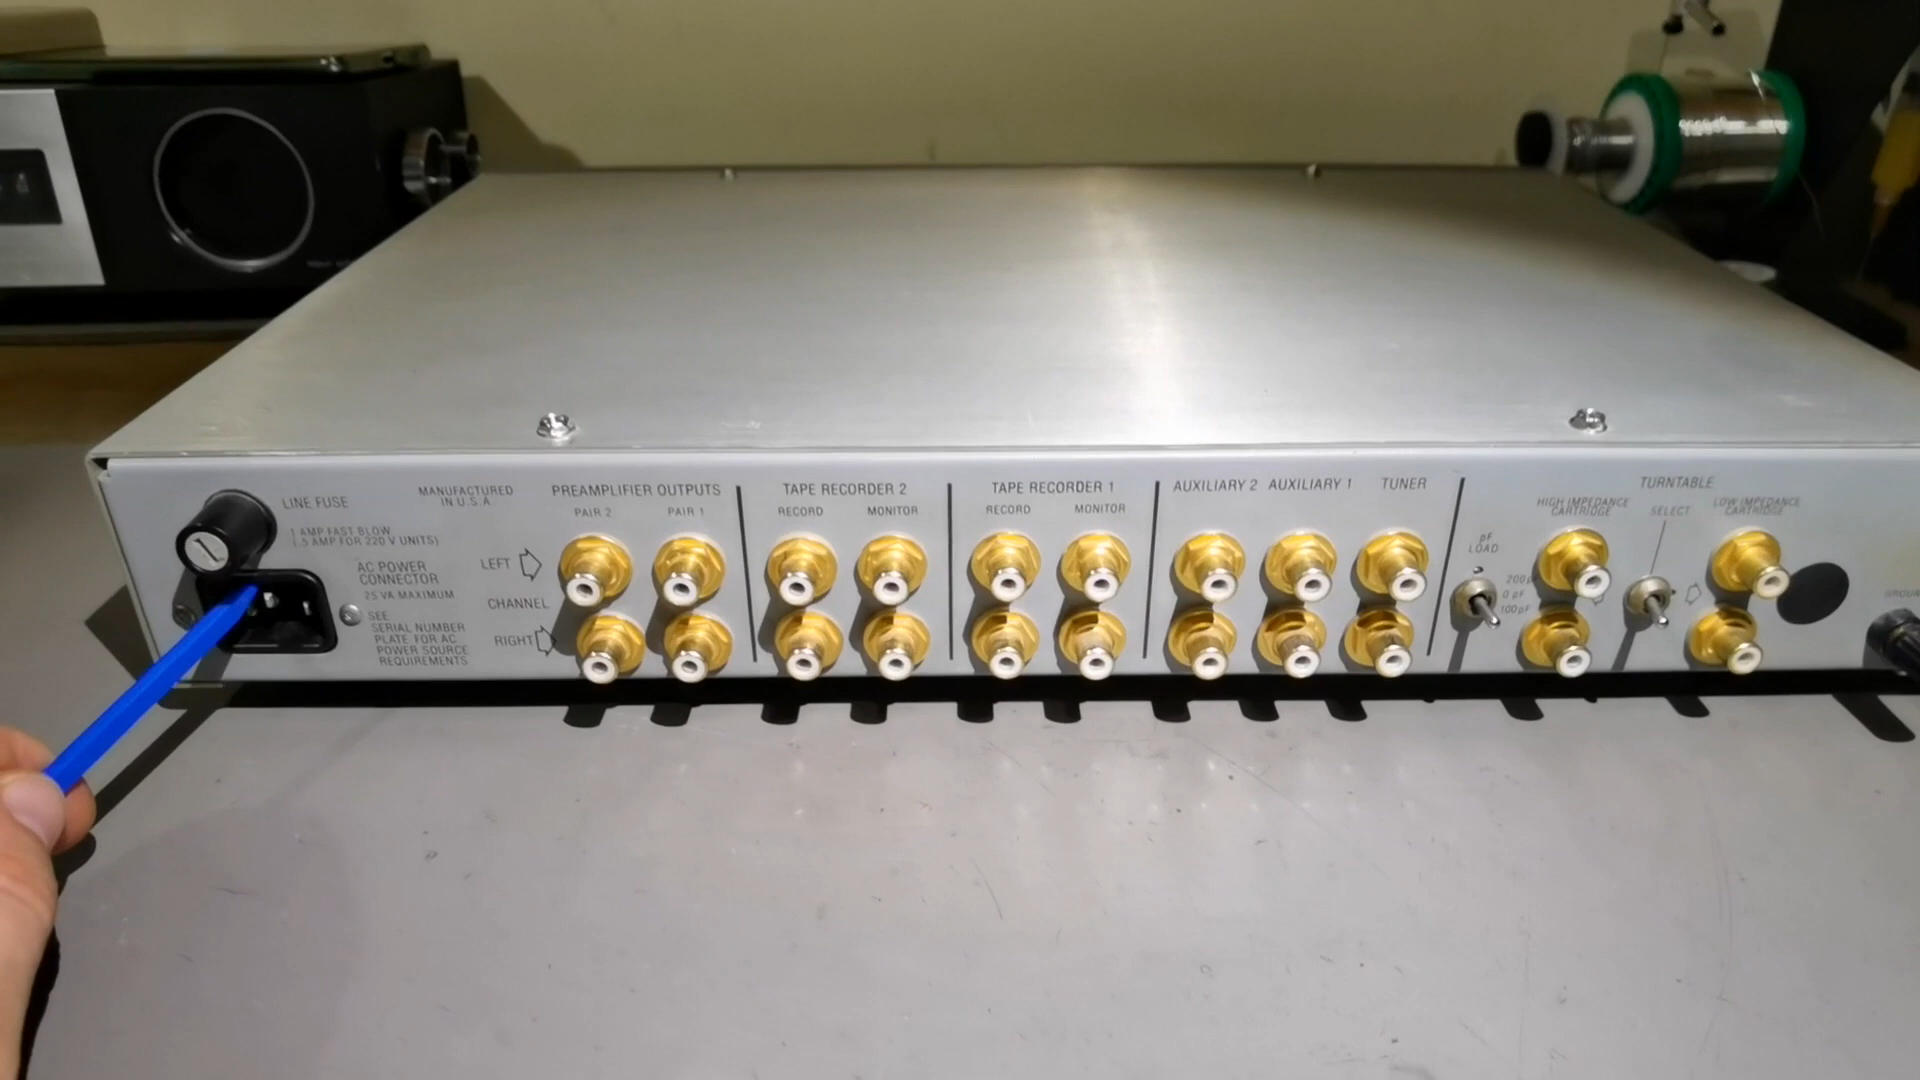 LINE FUSE
1 AMP FAST BLOW
(.5 AMP FOR 220 V UNITS)
AC POWER
CONNECTOR
25 VA MAXIMUM
SEE
SERIAL NUMBER
PLATE FOR AC
POWER SOURCE
REQUIREMENTS
MANUFACTURED
IN U.S.A
PREAMPLIFIER OUTPUTS
PAIR 2
PAIR 1
LEFT
CHANNEL
RIGHT
TAPE RECORDER 2
RECORD
MONITOR
TAPE RECORDER 1
RECORD
MONITOR
AUXILIARY 2
AUXILIARY 1
TUNER
TURNTABLE
pF
LOAD
200
0 pF
100 pF
HIGH IMPEDANCE
CARTRIDGE
SELECT
LOW IMPEDANCE
CARTRIDGE